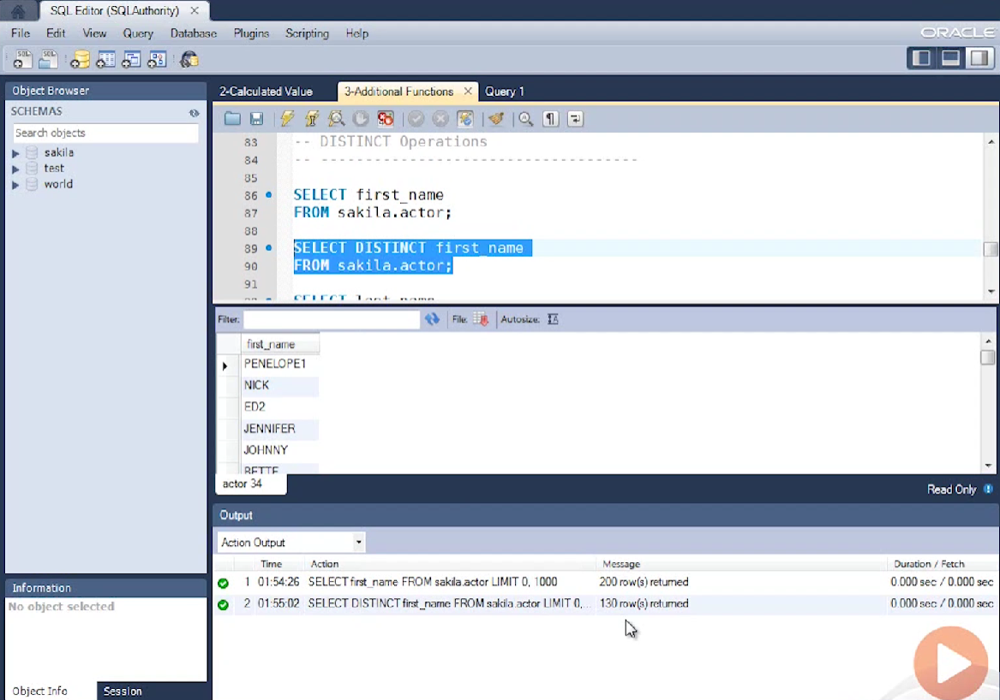 SQL Editor (SQLAuthority)
File Edit View Query Database Plugins Scripting Help
ORACLE
SQL SQL
Object Browser
SCHEMAS
Search objects
sakila
test
world
2-Calculated Value 3-Additional Functions Query 1
83 -- DISTINCT Operations
84 -- ------------------------------------
85
86 SELECT first_name
87 FROM sakila.actor;
88
89 SELECT DISTINCT first_name
90 FROM sakila.actor;
91
SELECT last_name
Filter: File: Autosize:
first_name
PENELOPE1
NICK
ED2
JENNIFER
JOHNNY
BETTE
actor 34
Read Only
Output
Action Output
Time Action Message Duration / Fetch
1 01:54:26 SELECT first_name FROM sakila.actor LIMIT 0, 1000 200 row(s) returned 0.000 sec / 0.000 sec
2 01:55:02 SELECT DISTINCT first_name FROM sakila.actor LIMIT 0,... 130 row(s) returned 0.000 sec / 0.000 sec
Information
No object selected
Object Info Session